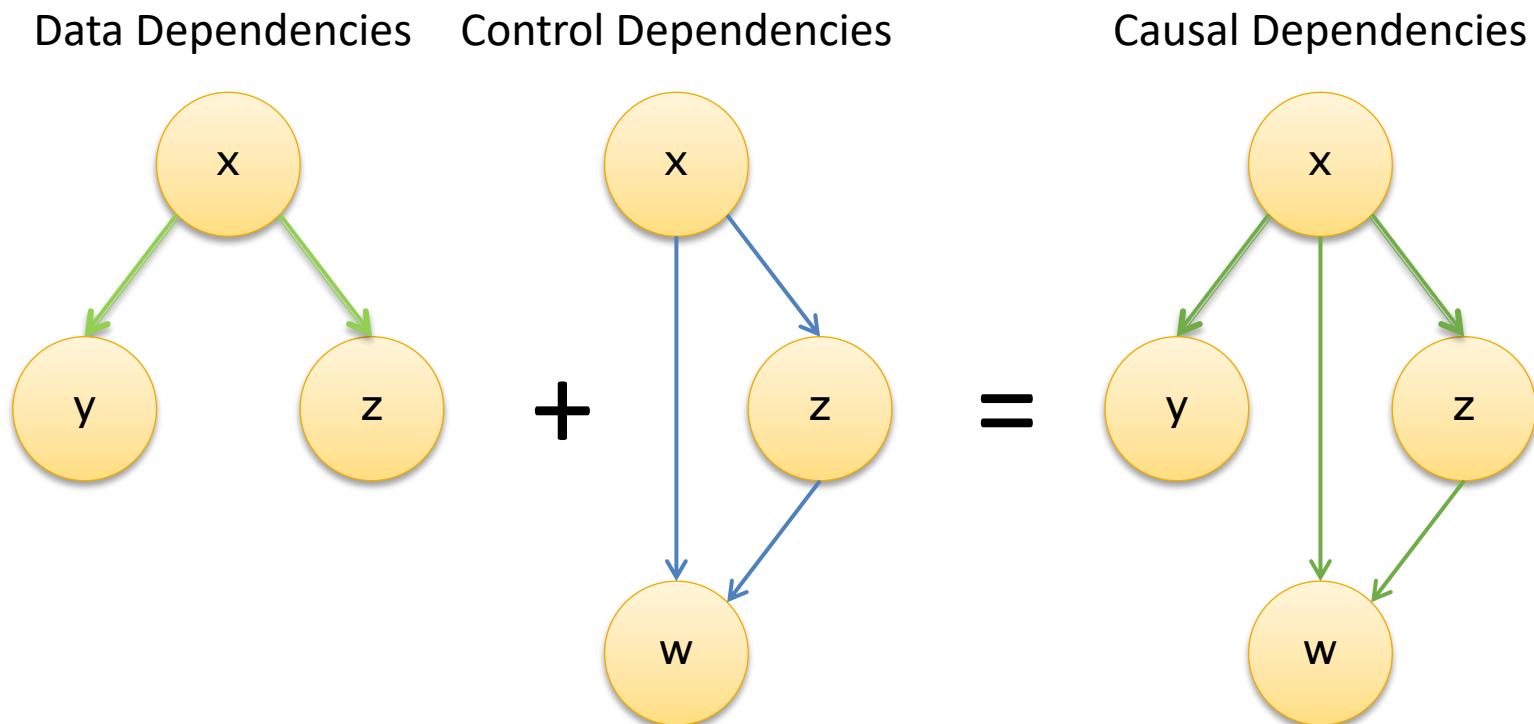 Data Dependencies
Control Dependencies
Causal Dependencies
x
y
z
+
x
z
w
=
x
y
z
w